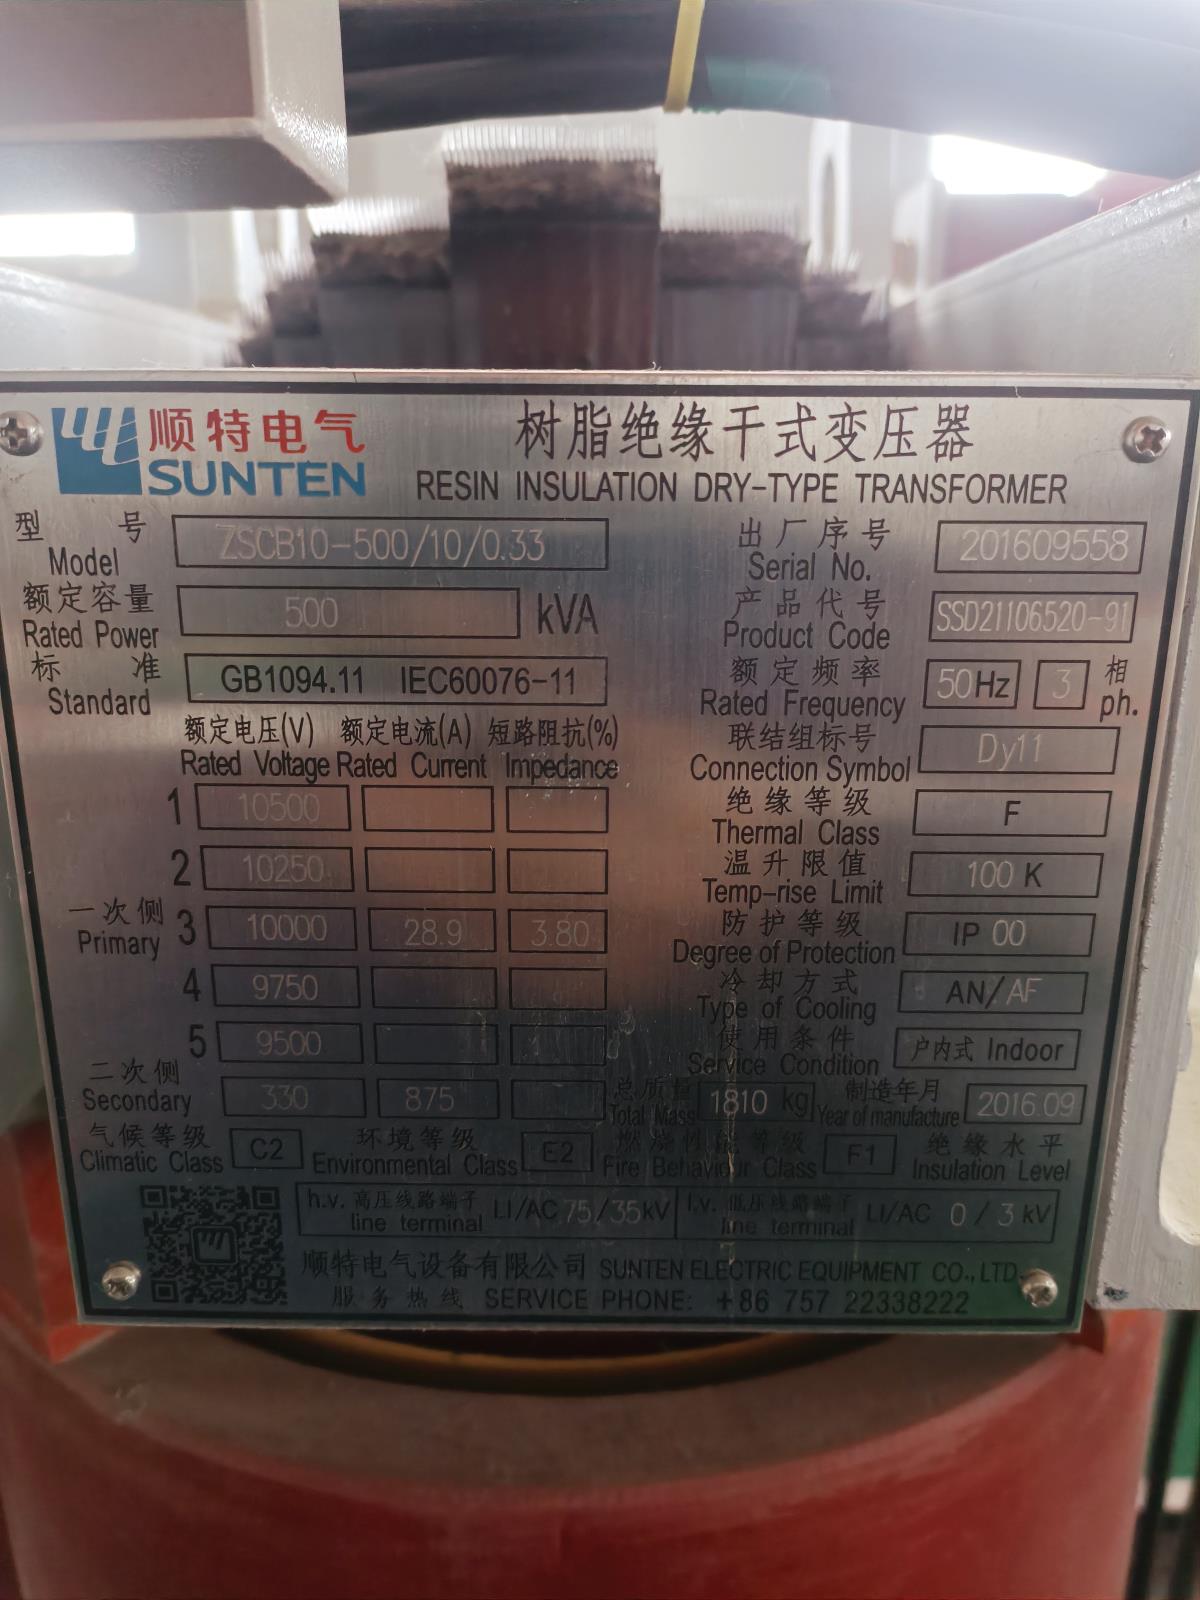 顺特电气
SUNTEN
树脂绝缘干式变压器
RESIN INSULATION DRY-TYPE TRANSFORMER
型号 ZSCB10-500/10/0.33
Model
额定容量 500 kVA
Rated Power
标准 GB1094.11 IEC60076-11
Standard
额定电压(V) 额定电流(A) 短路阻抗(%)
Rated Voltage Rated Current Impedance
1 10500
2 10250
一次侧
Primary 3 10000 28.9 3.80
4 9750
5 9500
二次侧
Secondary 330 875
出厂序号 201609558
Serial No.
产品代号 SSD21106520-91
Product Code
额定频率 50Hz 3 相
Rated Frequency ph.
联结组标号 Dy11
Connection Symbol
绝缘等级 F
Thermal Class
温升限值 100 K
Temp-rise Limit
防护等级 IP 00
Degree of Protection
冷却方式 AN/AF
Type of Cooling
使用条件 户内式 Indoor
Service Condition
总质量 1810 kg 制造年月 2016.09
Total Mass Year of manufacture
气候等级 C2 环境等级 E2 燃烧性能等级 F1 绝缘水平
Climatic Class Environmental Class Fire Behaviour Class Insulation Level
h.v. 高压线路端子 LI/AC 75/35kV l.v. 低压线路端子 LI/AC 0/3 kV
line terminal line terminal
顺特电气设备有限公司 SUNTEN ELECTRIC EQUIPMENT CO.,LTD.
服务热线 SERVICE PHONE: +86 757 22338222